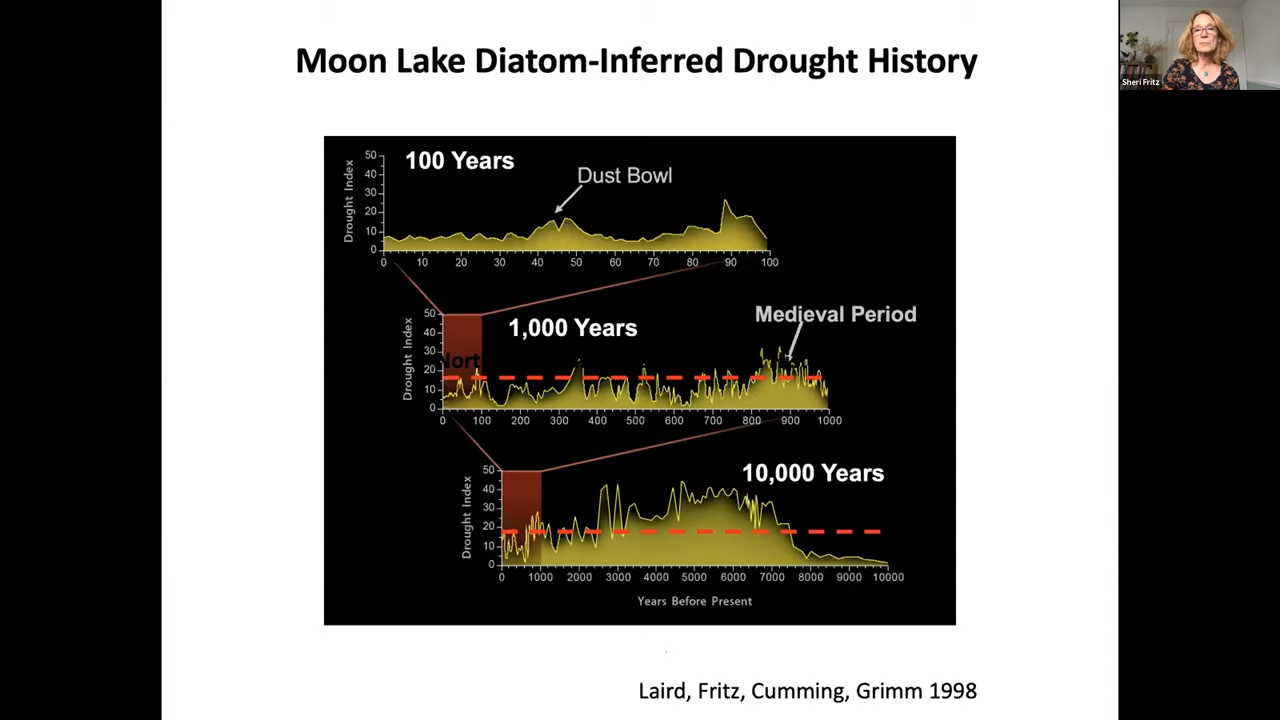 Moon Lake Diatom-Inferred Drought History
Sheri Fritz
100 Years
Dust Bowl
Drought Index
50
40
30
20
10
0
0 10 20 30 40 50 60 70 80 90 100
1,000 Years
Medieval Period
Drought Index
50
40
30
20
10
0
Nort
0 100 200 300 400 500 600 700 800 900 1000
10,000 Years
Drought Index
50
40
30
20
10
0
0 1000 2000 3000 4000 5000 6000 7000 8000 9000 10000
Years Before Present
Laird, Fritz, Cumming, Grimm 1998